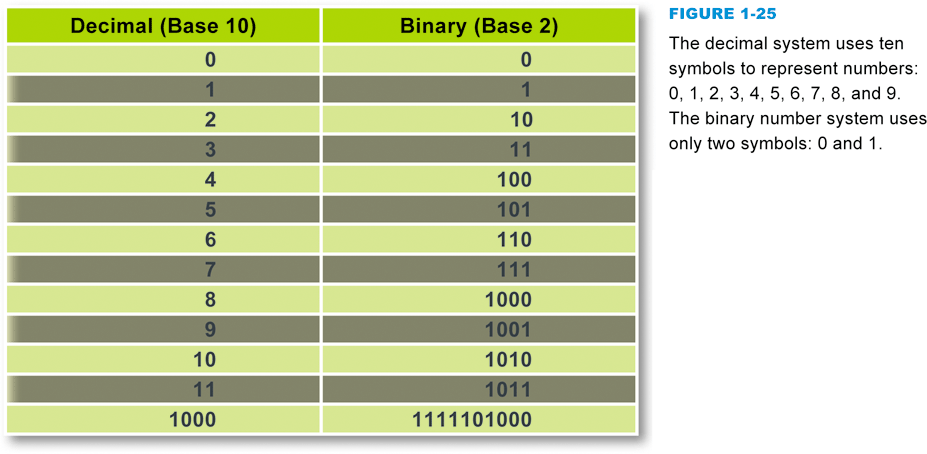 Decimal (Base 10) Binary (Base 2)
0 0
1 1
2 10
3 11
4 100
5 101
6 110
7 111
8 1000
9 1001
10 1010
11 1011
1000 1111101000
FIGURE 1-25
The decimal system uses ten
symbols to represent numbers:
0, 1, 2, 3, 4, 5, 6, 7, 8, and 9.
The binary number system uses
only two symbols: 0 and 1.